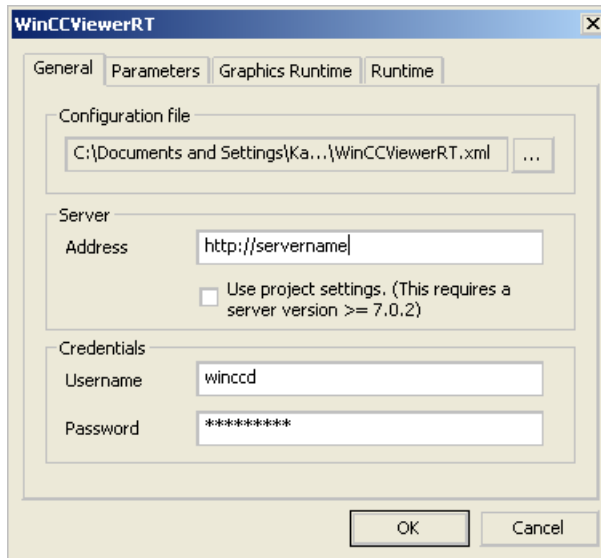 WinCCViewerRT
General Parameters Graphics Runtime Runtime
Configuration file
C:\Documents and Settings\Ka...\WinCCViewerRT.xml ...
Server
Address http://servername
Use project settings. (This requires a
server version >= 7.0.2)
Credentials
Username winccd
Password *********
OK Cancel